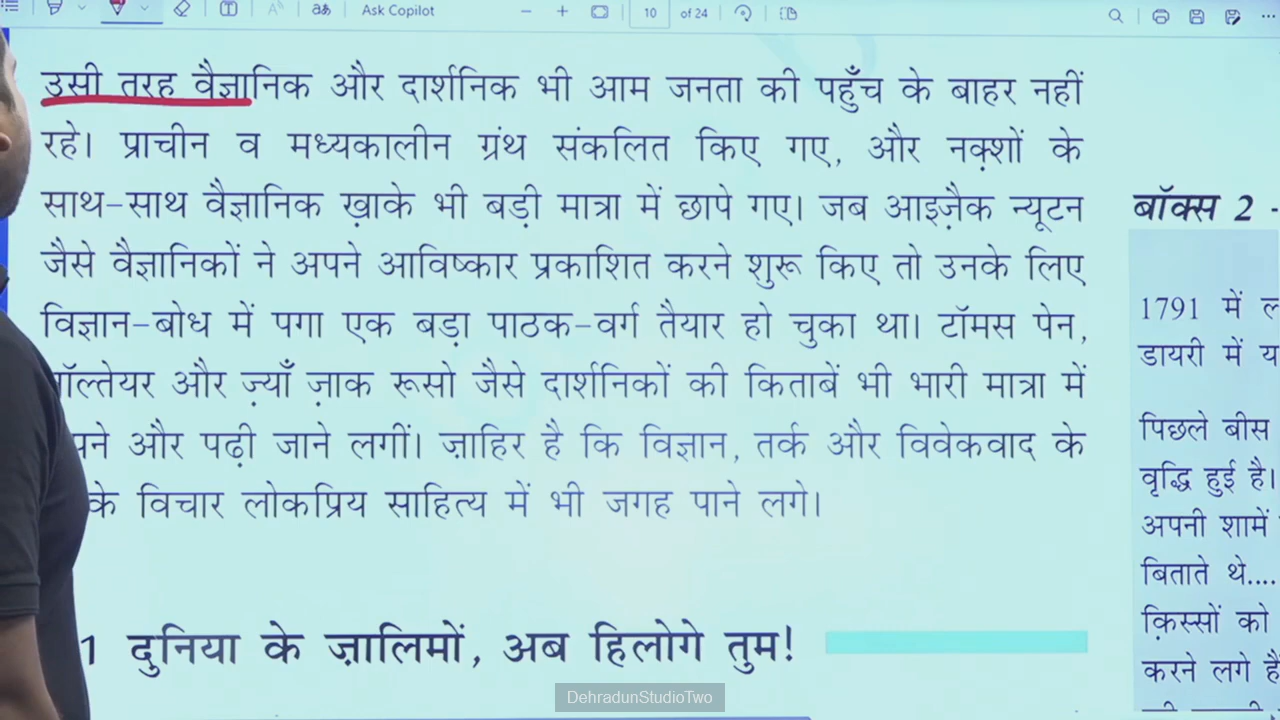 Ask Copilot
10 of 24
उसी तरह वैज्ञानिक और दार्शनिक भी आम जनता की पहुँच के बाहर नहीं
रहे। प्राचीन व मध्यकालीन ग्रंथ संकलित किए गए, और नक़्शों के
साथ-साथ वैज्ञानिक ख़ाके भी बड़ी मात्रा में छापे गए। जब आइज़ैक न्यूटन
जैसे वैज्ञानिकों ने अपने आविष्कार प्रकाशित करने शुरू किए तो उनके लिए
विज्ञान-बोध में पगा एक बड़ा पाठक-वर्ग तैयार हो चुका था। टॉमस पेन,
और ज़्याँ ज़ाक रूसो जैसे दार्शनिकों की किताबें भी भारी मात्रा में
और पढ़ी जाने लगीं। ज़ाहिर है कि विज्ञान, तर्क और विवेकवाद के
के विचार लोकप्रिय साहित्य में भी जगह पाने लगे।
1 दुनिया के ज़ालिमों, अब हिलोगे तुम!
बॉक्स 2 -
1791 में
डायरी में
पिछले बीस
वृद्धि हुई है।
अपनी शामें
बिताते थे....
क़िस्सों को
करने लगे हैं
DehradunStudioTwo